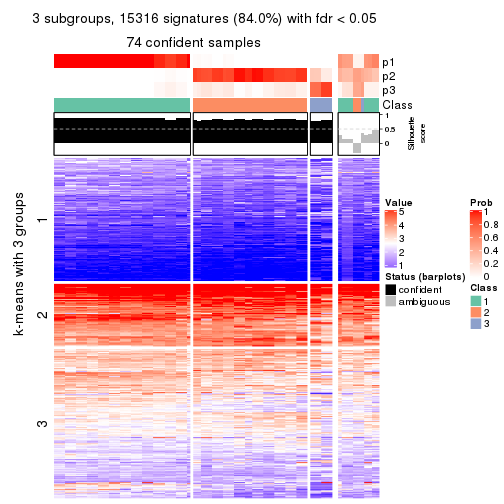 3 subgroups, 15316 signatures (84.0%) with fdr < 0.05
74 confident samples
p1
p2
p3
Class
1
0.5
0
Silhouette
score
k-means with 3 groups
1
2
3
Value
5
4
3
2
1
Status (barplots)
confident
ambiguous
Prob
1
0.8
0.6
0.4
0.2
0
Class
1
2
3